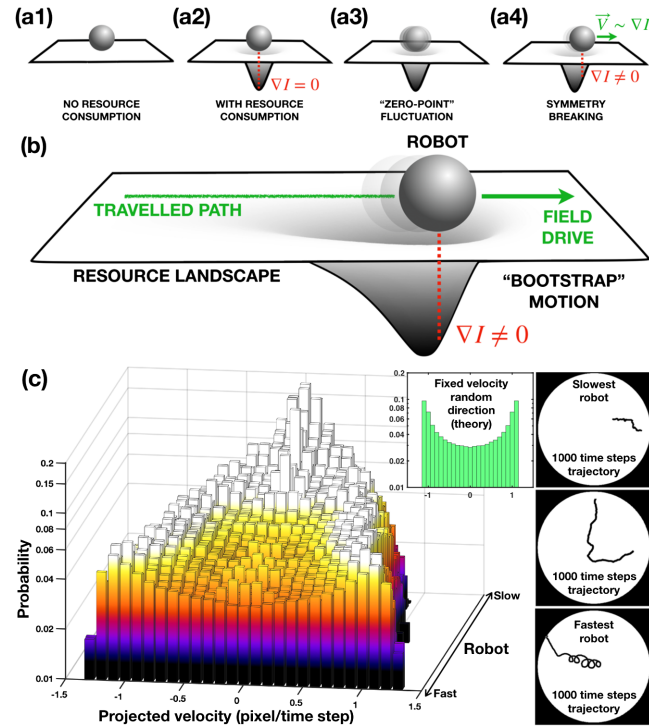 (a1)
(a2)
(a3)
(a4)
V⃗ ~ ∇I
∇I = 0
∇I ≠ 0
NO RESOURCE
CONSUMPTION
WITH RESOURCE
CONSUMPTION
“ZERO-POINT”
FLUCTUATION
SYMMETRY
BREAKING
(b)
ROBOT
TRAVELLED PATH
FIELD
DRIVE
RESOURCE LANDSCAPE
“BOOTSTRAP”
MOTION
∇I ≠ 0
(c)
0.2
0.15
0.1
0.08
0.06
0.04
0.02
0.01
Probability
-1.5
-1
-0.5
0
0.5
1
1.5
Projected velocity (pixel/time step)
Slow
Robot
Fast
0.2
0.1
0.08
0.06
0.04
0.02
0.01
-1
0
1
Fixed velocity
random
direction
(theory)
Slowest
robot
1000 time steps
trajectory
1000 time steps
trajectory
Fastest
robot
1000 time steps
trajectory